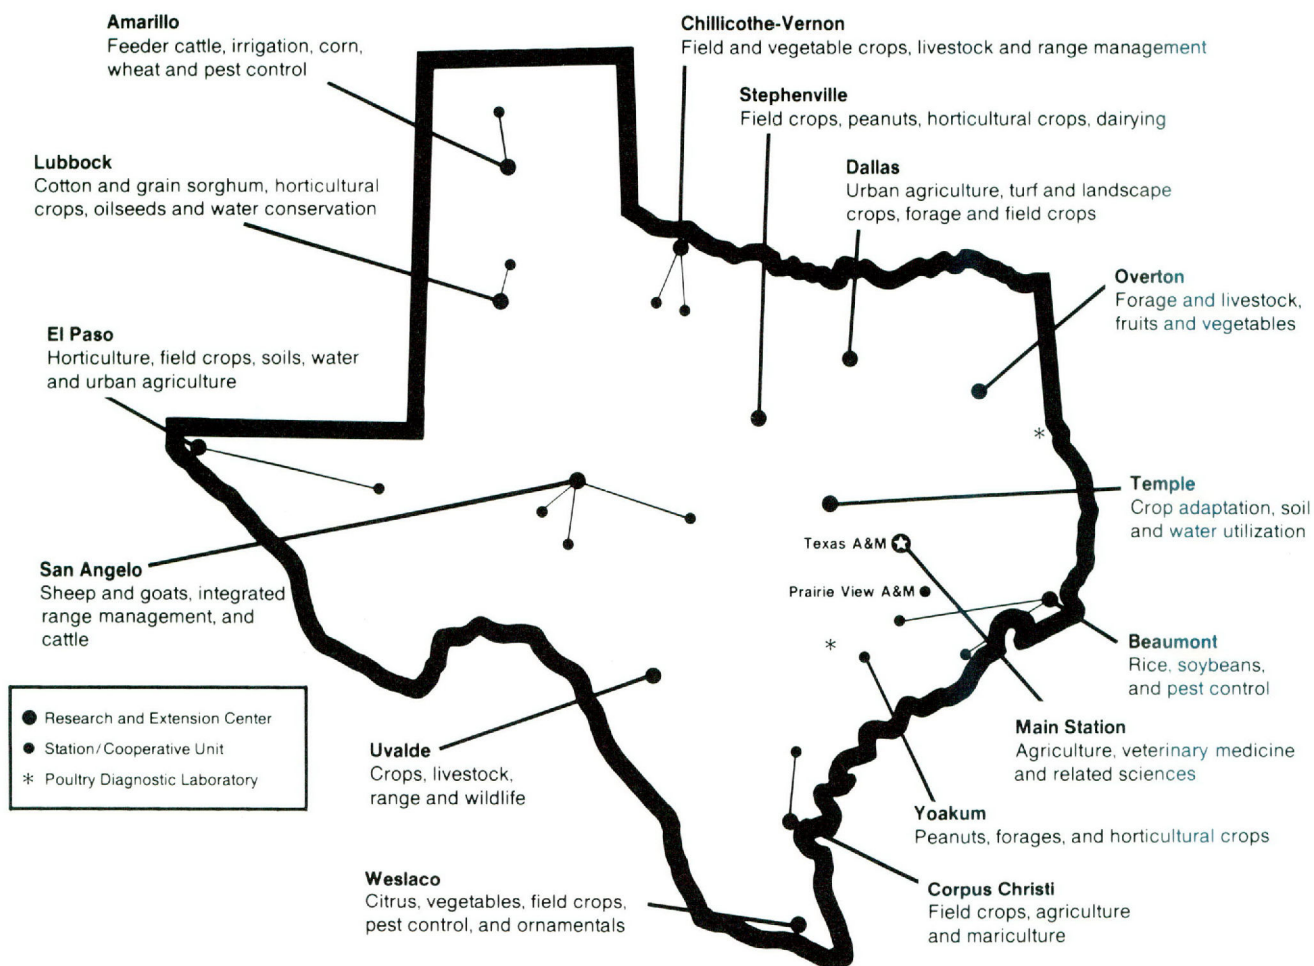 Amarillo
Feeder cattle, irrigation, corn,
wheat and pest control
Chillicothe-Vernon
Field and vegetable crops, livestock and range management
Stephenville
Field crops, peanuts, horticultural crops, dairying
Lubbock
Cotton and grain sorghum, horticultural
crops, oilseeds and water conservation
Dallas
Urban agriculture, turf and landscape
crops, forage and field crops
Overton
Forage and livestock,
fruits and vegetables
El Paso
Horticulture, field crops, soils, water
and urban agriculture
Temple
Crop adaptation, soil
and water utilization
Texas A&M
Prairie View A&M
San Angelo
Sheep and goats, integrated
range management, and
cattle
Beaumont
Rice, soybeans,
and pest control
Research and Extension Center
Station/Cooperative Unit
* Poultry Diagnostic Laboratory
Main Station
Agriculture, veterinary medicine
and related sciences
Uvalde
Crops, livestock,
range and wildlife
Yoakum
Peanuts, forages, and horticultural crops
Weslaco
Citrus, vegetables, field crops,
pest control, and ornamentals
Corpus Christi
Field crops, agriculture
and mariculture